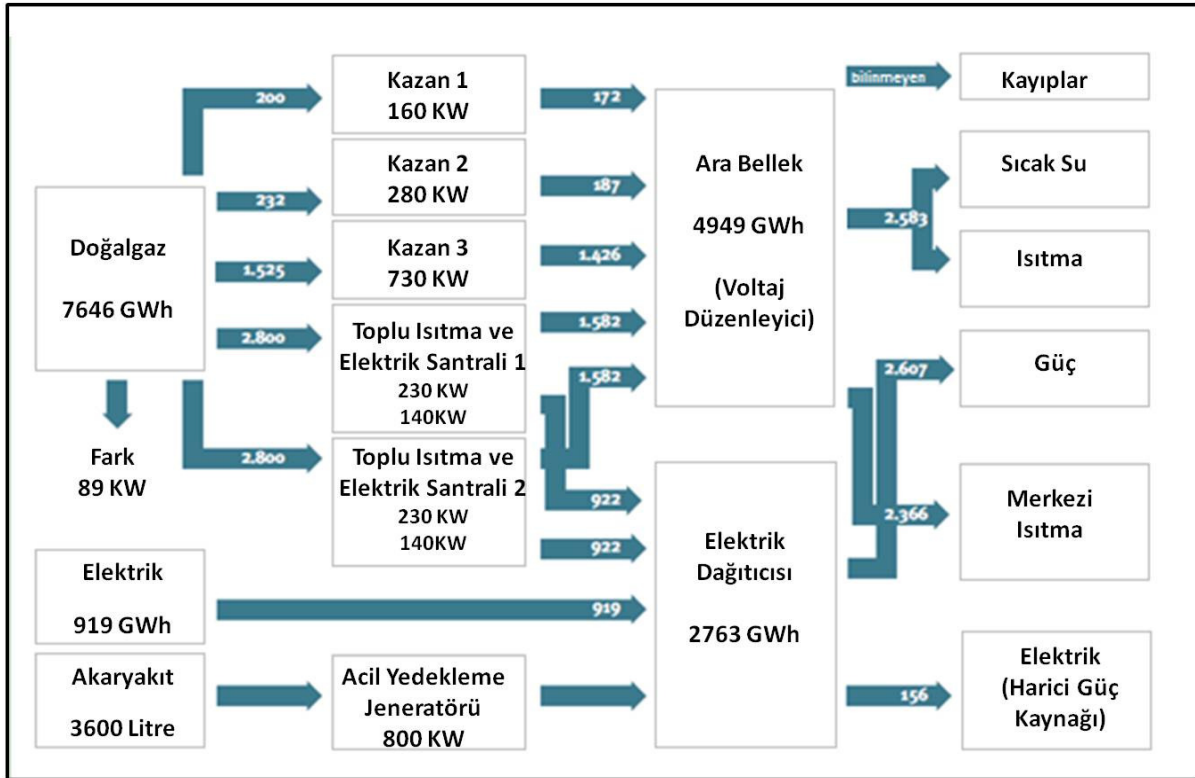 Doğalgaz
7646 GWh
Fark
89 KW
Elektrik
919 GWh
Akaryakıt
3600 Litre
200
232
1.525
2.800
2.800
Kazan 1
160 KW
Kazan 2
280 KW
Kazan 3
730 KW
Toplu Isıtma ve
Elektrik Santrali 1
230 KW
140KW
Toplu Isıtma ve
Elektrik Santrali 2
230 KW
140KW
Acil Yedekleme
Jeneratörü
800 KW
172
187
1.426
1.582
1.582
922
922
919
Ara Bellek
4949 GWh
(Voltaj
Düzenleyici)
Elektrik
Dağıtıcısı
2763 GWh
bilinmeyen
2.583
2.607
2.366
156
Kayıplar
Sıcak Su
Isıtma
Güç
Merkezi
Isıtma
Elektrik
(Harici Güç
Kaynağı)